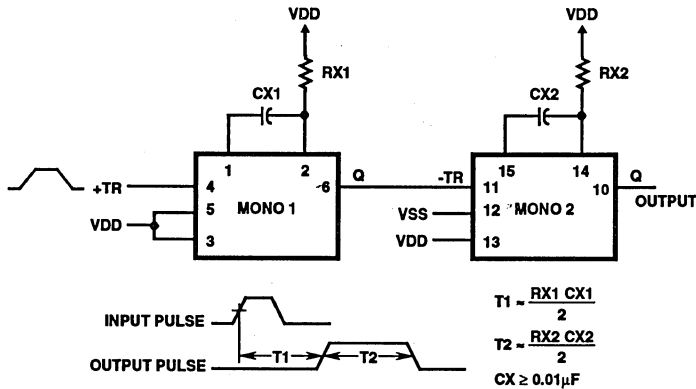 VDD
VDD
RX1
RX2
CX1
CX2
1
2
15
14
+TR
4
6
Q
-TR
11
10
Q
OUTPUT
5
MONO 1
VSS
12
MONO 2
VDD
3
VDD
13
INPUT PULSE
T1 ~ RX1 CX1
2
OUTPUT PULSE
T1
T2
T2 ~ RX2 CX2
2
CX ≥ 0.01μF